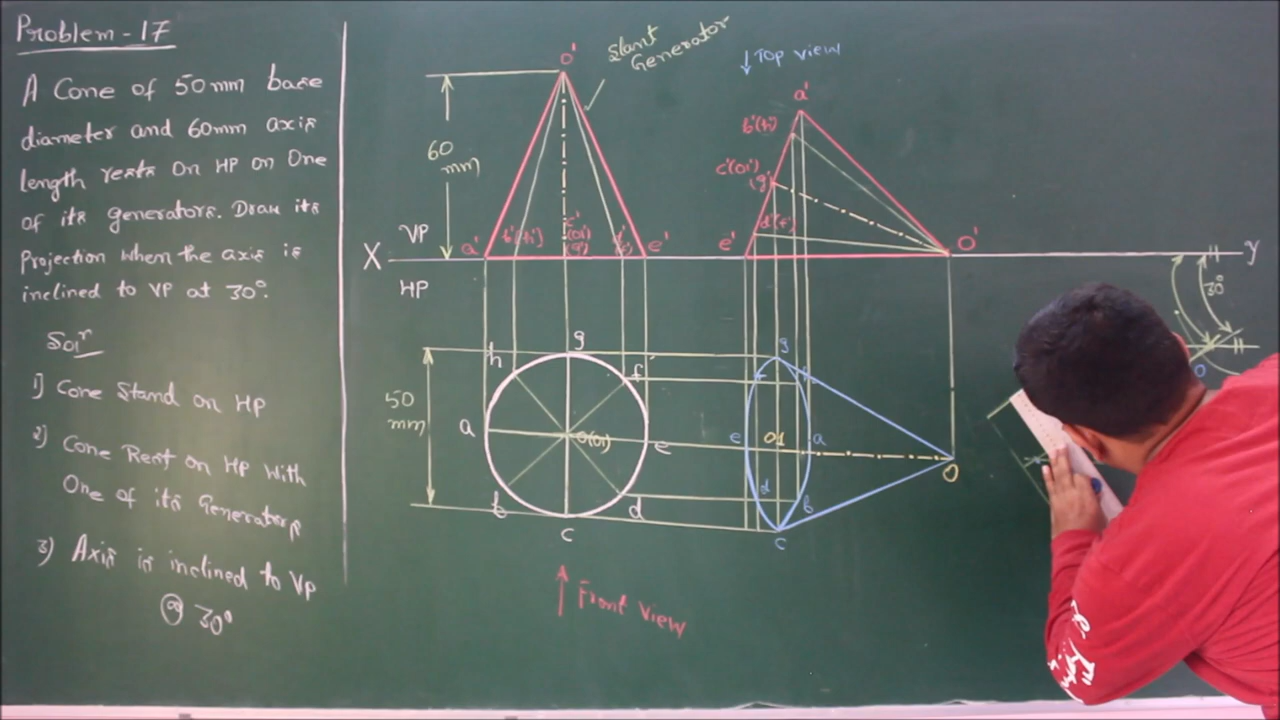 Problem - 17
A Cone of 50mm base
diameter and 60mm axis
length rests On HP on One
of its generators. Draw its
Projection when the axis is
inclined to VP at 30°.
Solⁿ
1) Cone Stand on HP
2) Cone Rest on HP With
One of its Generators
3) Axis is inclined to VP
@ 30°
o'
Slant
Generator
60
mm
X
VP
HP
a'
b'(h')
c'
(o1')
(g')
e'
↓ Top view
a'
b'(h')
c'(o1')
(g')
d'(f')
e'
o'
Y
30°
50
mm
h
g
f
a
o(o1)
e
b
c
d
g
e
o1
a
d
b
c
o
o
↑ Front View